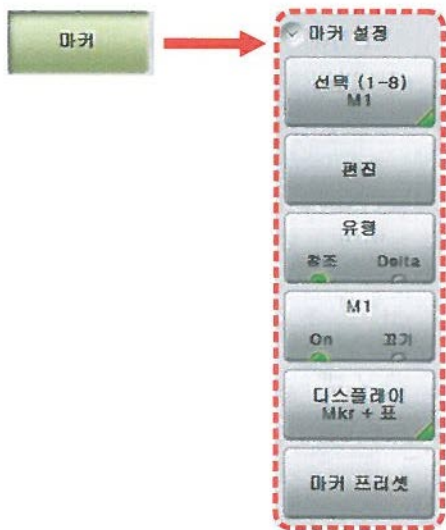 마커
마커 설정
선택 (1-8)
M1
편집
유형
참조 Delta
M1
On 끄기
디스플레이
Mkr + 표
마커 프리셋